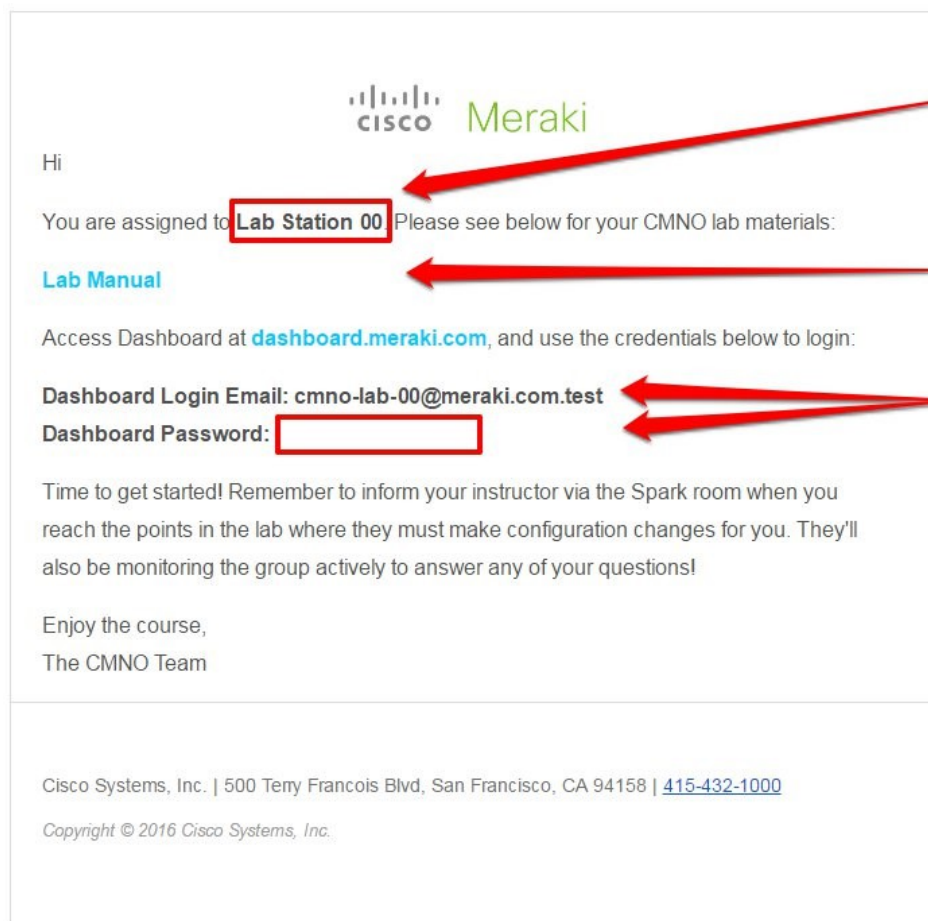 cisco Meraki
Hi
You are assigned to Lab Station 00. Please see below for your CMNO lab materials:
Lab Manual
Access Dashboard at dashboard.meraki.com, and use the credentials below to login:
Dashboard Login Email: cmno-lab-00@meraki.com.test
Dashboard Password:
Time to get started! Remember to inform your instructor via the Spark room when you
reach the points in the lab where they must make configuration changes for you. They'll
also be monitoring the group actively to answer any of your questions!
Enjoy the course,
The CMNO Team
Cisco Systems, Inc. | 500 Terry Francois Blvd, San Francisco, CA 94158 | 415-432-1000
Copyright © 2016 Cisco Systems, Inc.